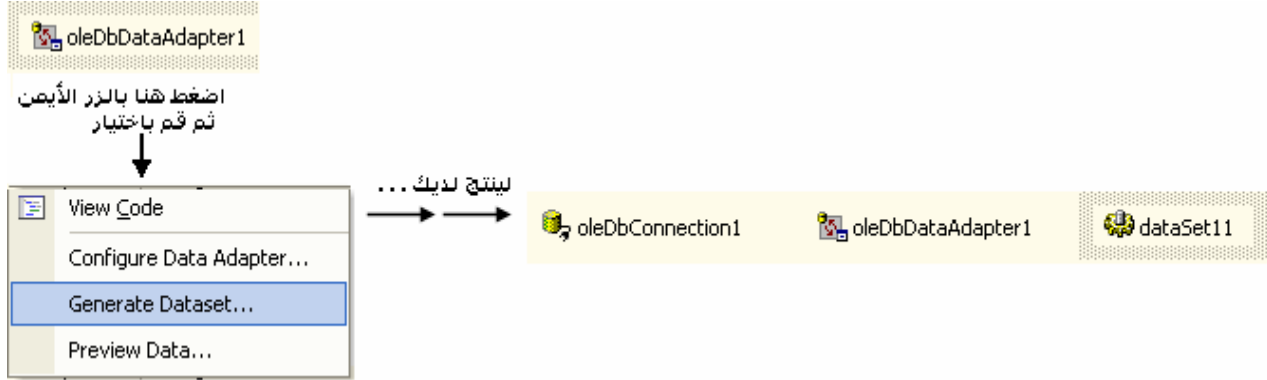 oleDbDataAdapter1
اضغط هنا بالزر الأيمن
ثم قم باختيار
View Code
Configure Data Adapter...
Generate Dataset...
Preview Data...
لينتج لديك ...
oleDbConnection1
oleDbDataAdapter1
dataSet11